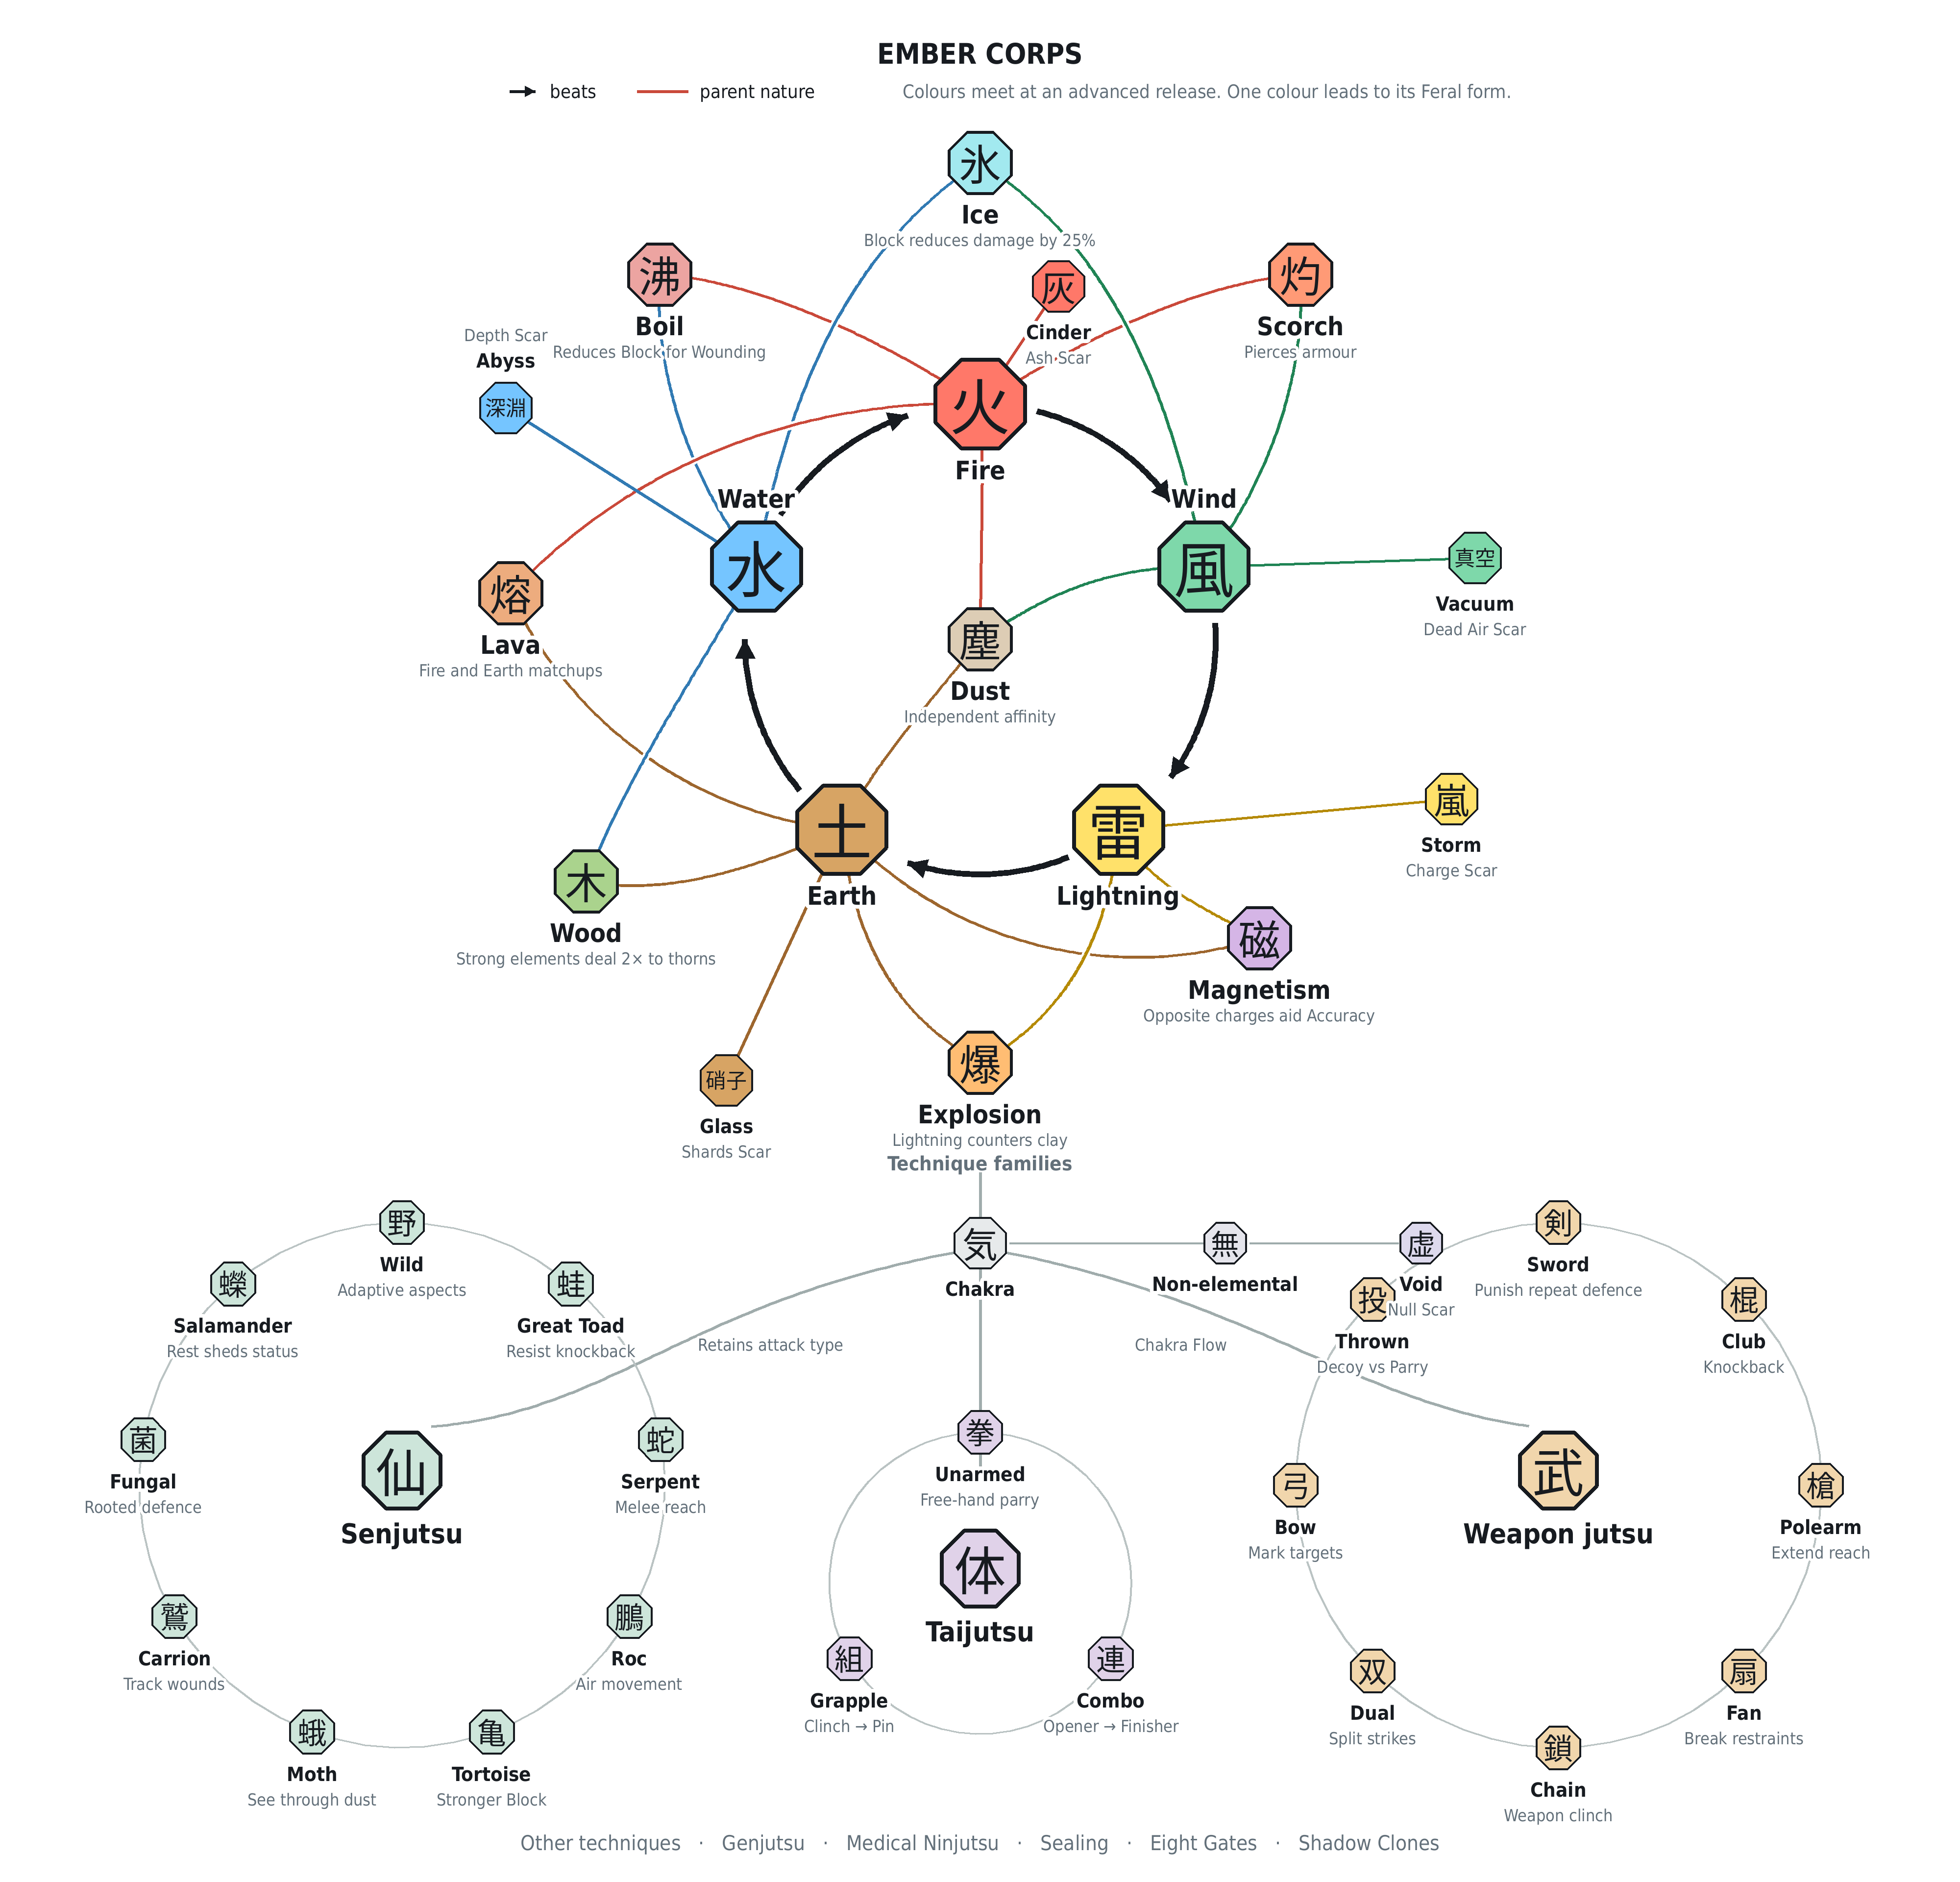 EMBER CORPS
beats
parent nature
Colours meet at an advanced release. One colour leads to its Feral form.
氷
Ice
Block reduces damage by 25%
沸
Boil
Reduces Block for Wounding
灰
Cinder
Ash Scar
灼
Scorch
Pierces armour
Depth Scar
Abyss
深淵
火
Fire
Water
水
Wind
風
真空
Vacuum
Dead Air Scar
熔
Lava
Fire and Earth matchups
塵
Dust
Independent affinity
土
Earth
雷
Lightning
嵐
Storm
Charge Scar
木
Wood
Strong elements deal 2× to thorns
磁
Magnetism
Opposite charges aid Accuracy
硝子
Glass
Shards Scar
爆
Explosion
Lightning counters clay
Technique families
気
Chakra
無
Non-elemental
虚
Void
Null Scar
Retains attack type
Chakra Flow
野
Wild
Adaptive aspects
蠑
Salamander
Rest sheds status
蛙
Great Toad
Resist knockback
菌
Fungal
Rooted defence
蛇
Serpent
Melee reach
仙
Senjutsu
鷲
Carrion
Track wounds
鵬
Roc
Air movement
蛾
Moth
See through dust
亀
Tortoise
Stronger Block
拳
Unarmed
Free-hand parry
体
Taijutsu
組
Grapple
Clinch → Pin
連
Combo
Opener → Finisher
剣
Sword
Punish repeat defence
投
Thrown
Decoy vs Parry
棍
Club
Knockback
弓
Bow
Mark targets
武
Weapon jutsu
槍
Polearm
Extend reach
双
Dual
Split strikes
扇
Fan
Break restraints
鎖
Chain
Weapon clinch
Other techniques · Genjutsu · Medical Ninjutsu · Sealing · Eight Gates · Shadow Clones